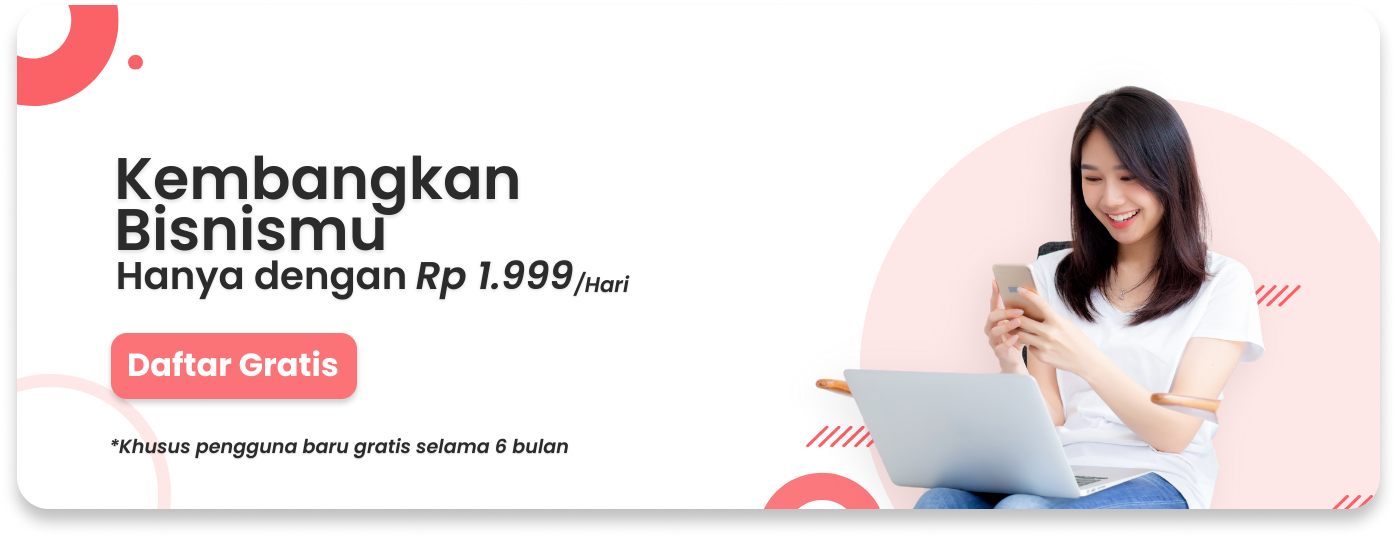 Kembangkan
Bisnismu
Hanya dengan Rp 1.999/Hari
Daftar Gratis
*Khusus pengguna baru gratis selama 6 bulan